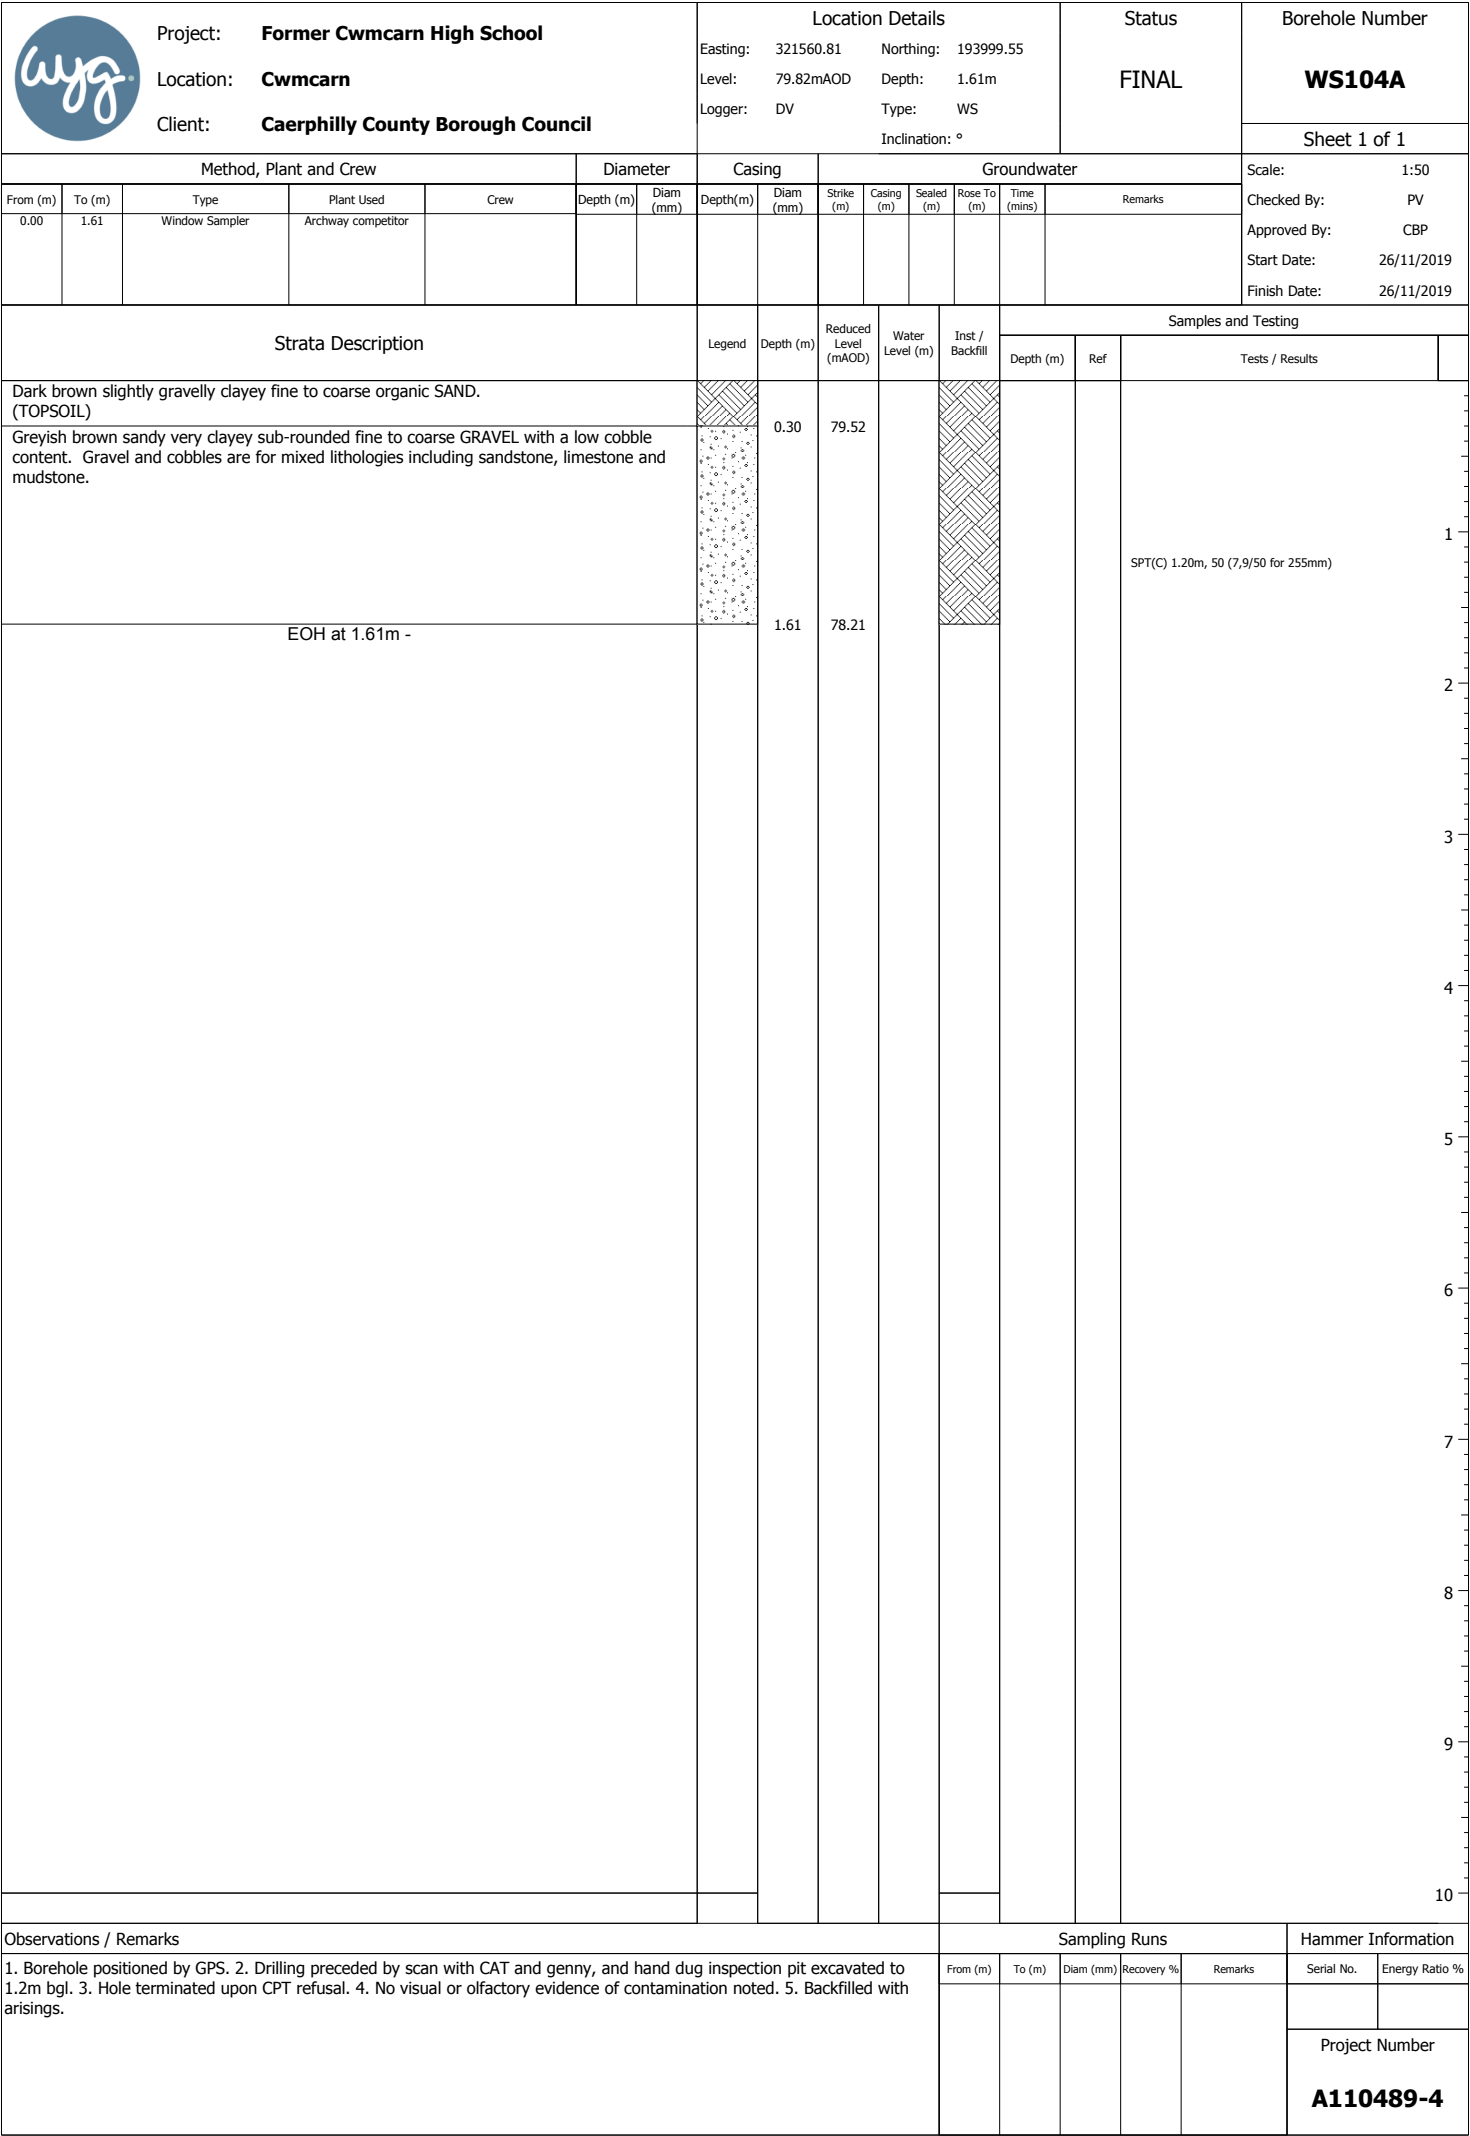 wyg.
Project: Former Cwmcarn High School
Location: Cwmcarn
Client: Caerphilly County Borough Council
Location Details
Easting: 321560.81 Northing: 193999.55
Level: 79.82mAOD Depth: 1.61m
Logger: DV Type: WS
Inclination: °
Status
FINAL
Borehole Number
WS104A
Sheet 1 of 1
Method, Plant and Crew Diameter Casing Groundwater
From (m) To (m) Type Plant Used Crew Depth (m) Diam (mm) Depth(m) Diam (mm) Strike (m) Casing (m) Sealed (m) Rose To (m) Time (mins) Remarks
0.00 1.61 Window Sampler Archway competitor
Scale: 1:50
Checked By: PV
Approved By: CBP
Start Date: 26/11/2019
Finish Date: 26/11/2019
Strata Description Legend Depth (m) Reduced Level (mAOD) Water Level (m) Inst / Backfill Samples and Testing
Depth (m) Ref Tests / Results
Dark brown slightly gravelly clayey fine to coarse organic SAND.
(TOPSOIL)
0.30 79.52
Greyish brown sandy very clayey sub-rounded fine to coarse GRAVEL with a low cobble
content. Gravel and cobbles are for mixed lithologies including sandstone, limestone and
mudstone.
1
SPT(C) 1.20m, 50 (7,9/50 for 255mm)
1.61 78.21
EOH at 1.61m -
2
3
4
5
6
7
8
9
10
Observations / Remarks
1. Borehole positioned by GPS. 2. Drilling preceded by scan with CAT and genny, and hand dug inspection pit excavated to
1.2m bgl. 3. Hole terminated upon CPT refusal. 4. No visual or olfactory evidence of contamination noted. 5. Backfilled with
arisings.
Sampling Runs
From (m) To (m) Diam (mm) Recovery % Remarks
Hammer Information
Serial No. Energy Ratio %
Project Number
A110489-4